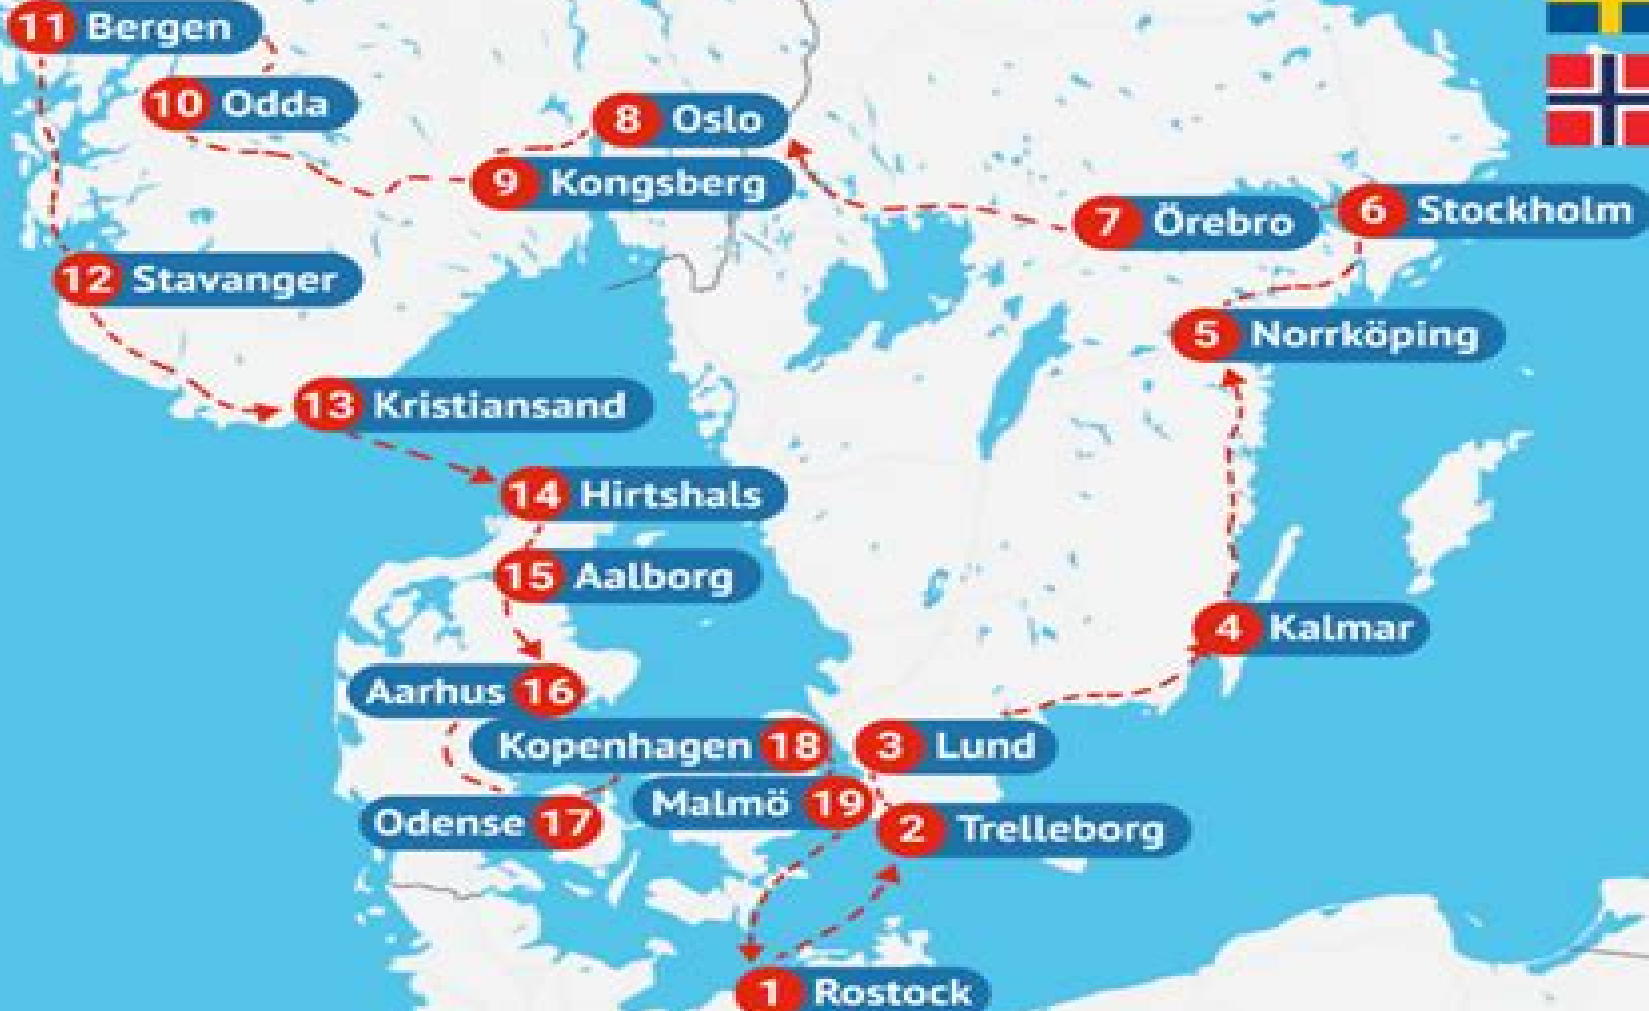 11 Bergen
10 Odda
8 Oslo
9 Kongsberg
7 Örebro
6 Stockholm
12 Stavanger
5 Norrköping
13 Kristiansand
14 Hirtshals
15 Aalborg
4 Kalmar
Aarhus 16
Kopenhagen 18
3 Lund
Malmö 19
Odense 17
2 Trelleborg
1 Rostock